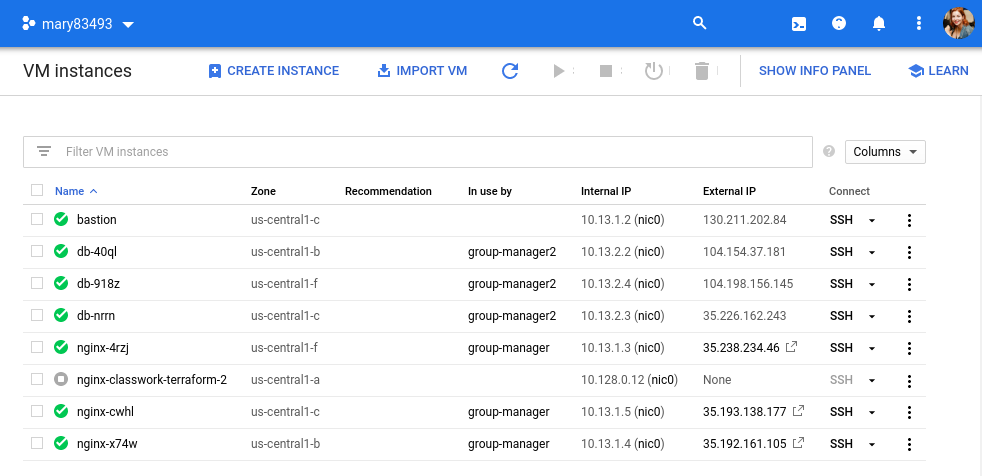 mary83493
VM instances CREATE INSTANCE IMPORT VM SHOW INFO PANEL LEARN
Filter VM instances ? Columns
Name Zone Recommendation In use by Internal IP External IP Connect
bastion us-central1-c 10.13.1.2 (nic0) 130.211.202.84 SSH
db-40ql us-central1-b group-manager2 10.13.2.2 (nic0) 104.154.37.181 SSH
db-918z us-central1-f group-manager2 10.13.2.4 (nic0) 104.198.156.145 SSH
db-nrrn us-central1-c group-manager2 10.13.2.3 (nic0) 35.226.162.243 SSH
nginx-4rzj us-central1-f group-manager 10.13.1.3 (nic0) 35.238.234.46 SSH
nginx-classwork-terraform-2 us-central1-a 10.128.0.12 (nic0) None SSH
nginx-cwhl us-central1-c group-manager 10.13.1.5 (nic0) 35.193.138.177 SSH
nginx-x74w us-central1-b group-manager 10.13.1.4 (nic0) 35.192.161.105 SSH